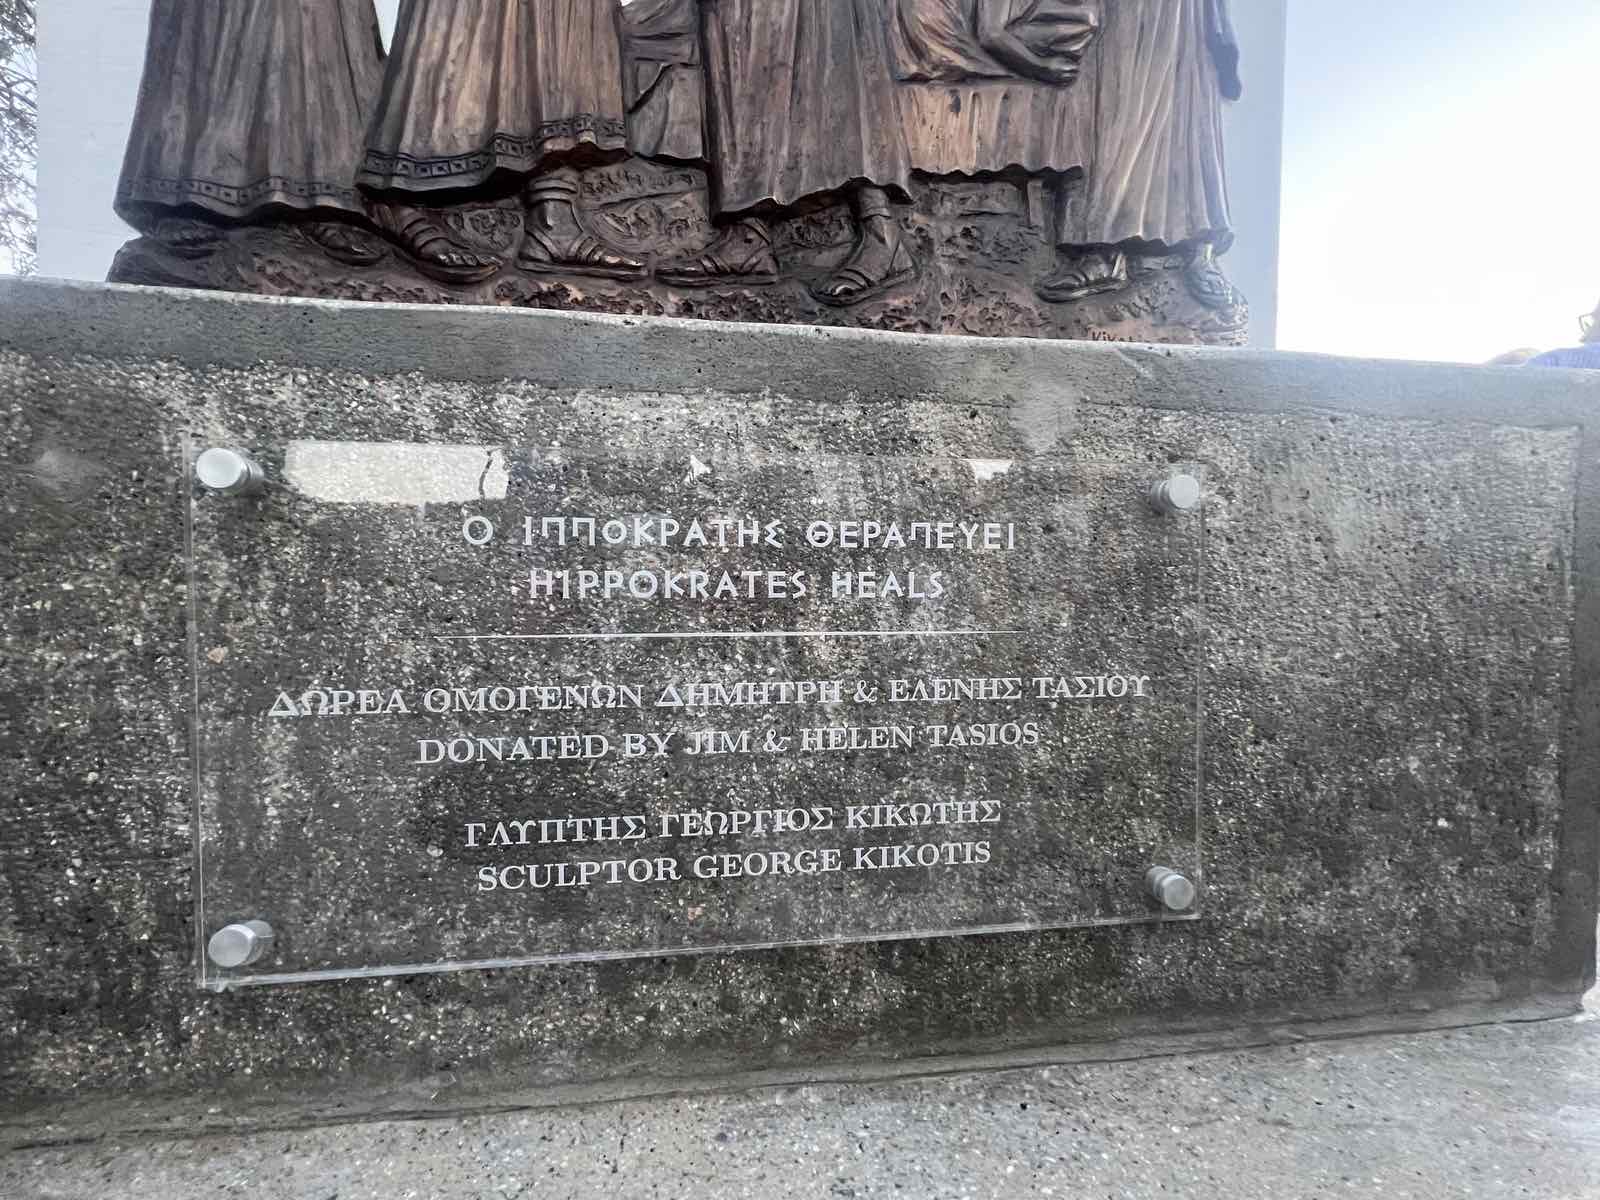 Ο ΙΠΠΟΚΡΑΤΗΣ ΘΕΡΑΠΕΥΕΙ
HIPPOKRATES HEALS
ΔΩΡΕΑ ΟΜΟΓΕΝΩΝ ΔΗΜΗΤΡΗ & ΕΛΕΝΗΣ ΤΑΣΙΟΥ
DONATED BY JIM & HELEN TASIOS
ΓΛΥΠΤΗΣ ΓΕΩΡΓΙΟΣ ΚΙΚΩΤΗΣ
SCULPTOR GEORGE KIKOTIS